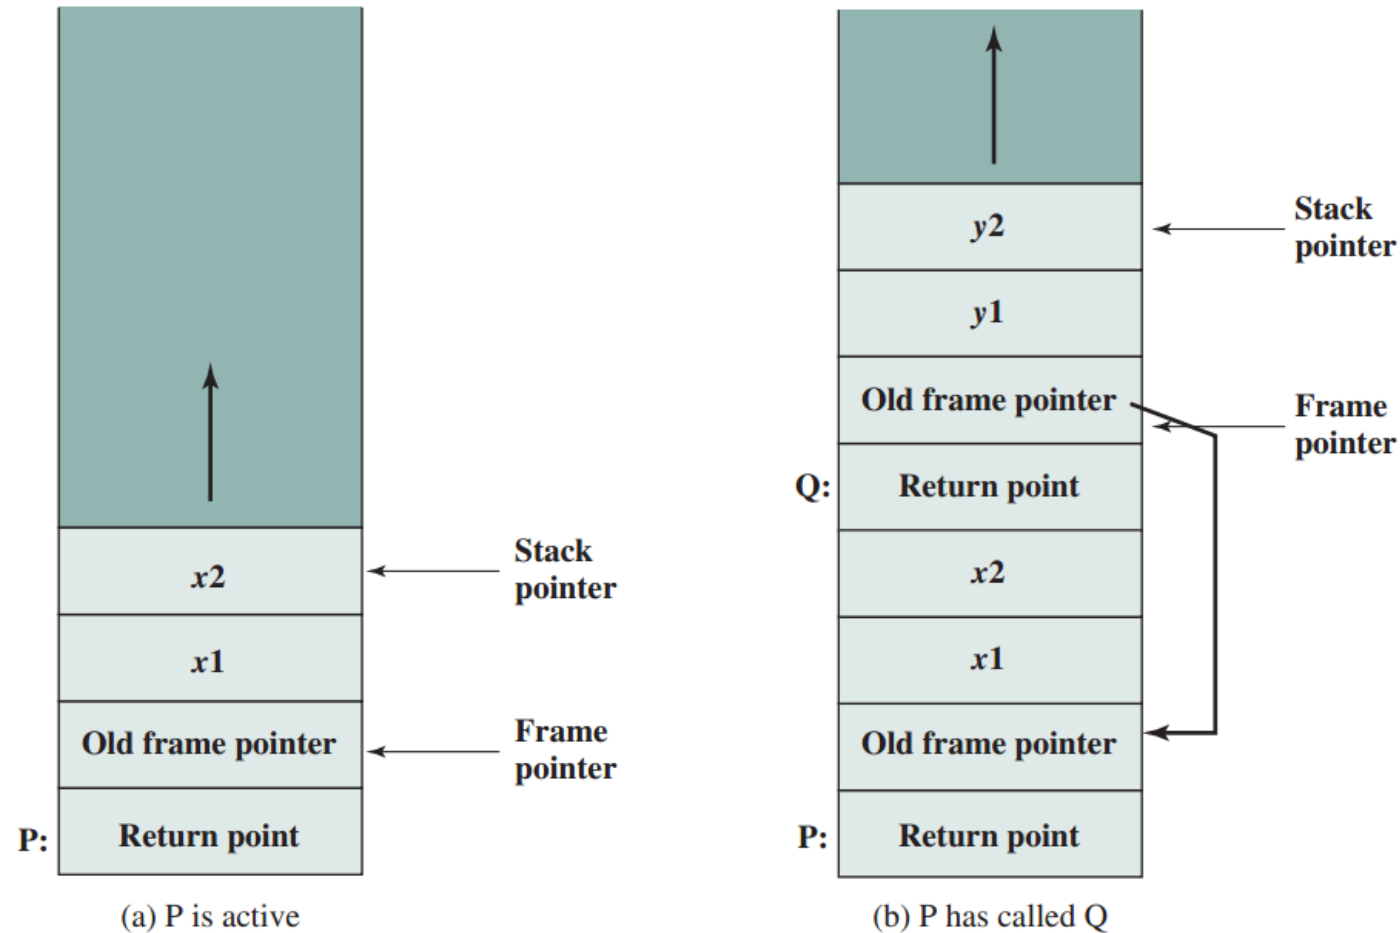 x2
x1
Old frame pointer
P:
Return point
Stack
pointer
Frame
pointer
(a) P is active
y2
y1
Old frame pointer
Q:
Return point
x2
x1
Old frame pointer
P:
Return point
Stack
pointer
Frame
pointer
(b) P has called Q